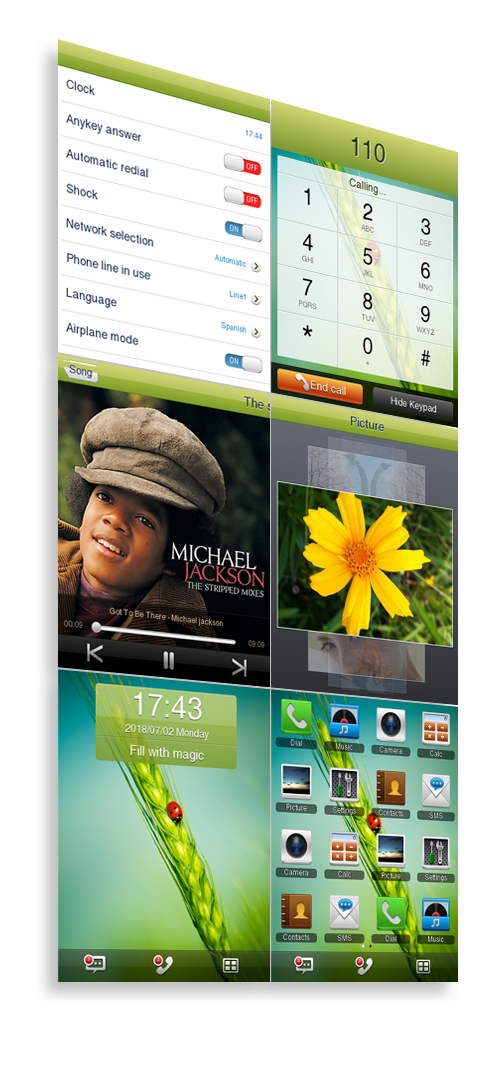 Clock
17:44
Anykey answer
OFF
Automatic redial
OFF
Shock
ON
Network selection
Automatic
Phone line in use
Line1
Language
Spanish
Airplane mode
ON
110
Calling...
1 2 3
ABC DEF
4 5 6
GHI JKL MNO
7 8 9
PQRS TUV WXYZ
* 0 #
+
End call Hide Keypad
Song The S
MICHAEL
JACKSON
THE STRIPPED MIXES
Got To Be There - Michael jackson
00:09 09:09
Picture
17:43
2018/07/02 Monday
Fill with magic
Dial Music Camera Calc
Picture Settings Contacts SMS
Camera Calc Picture Settings
Contacts SMS Dial Music